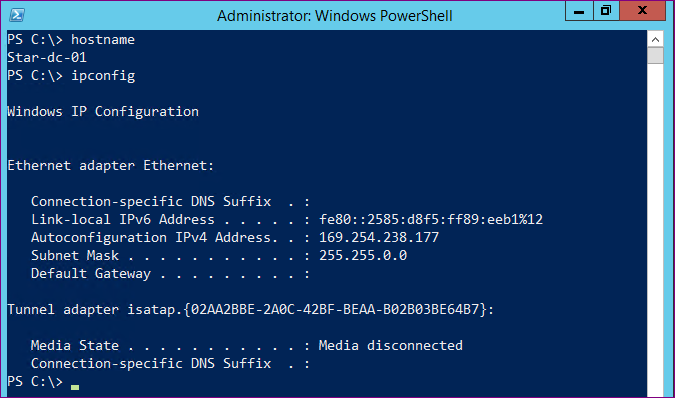 Administrator: Windows PowerShell
PS C:\> hostname
Star-dc-01
PS C:\> ipconfig
Windows IP Configuration
Ethernet adapter Ethernet:
   Connection-specific DNS Suffix  . :
   Link-local IPv6 Address . . . . . : fe80::2585:d8f5:ff89:eeb1%12
   Autoconfiguration IPv4 Address. . : 169.254.238.177
   Subnet Mask . . . . . . . . . . . : 255.255.0.0
   Default Gateway . . . . . . . . . :
Tunnel adapter isatap.{02AA2BBE-2A0C-42BF-BEAA-B02B03BE64B7}:
   Media State . . . . . . . . . . . : Media disconnected
   Connection-specific DNS Suffix  . :
PS C:\>